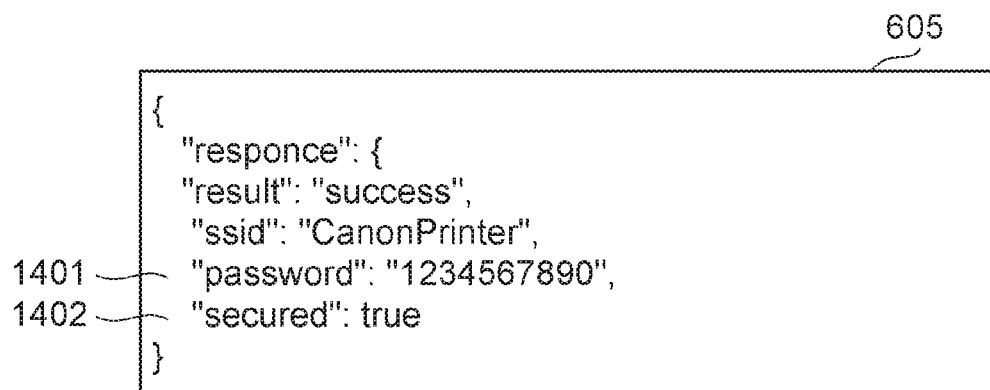 605
{
"responce": {
"result": "success",
"ssid": "CanonPrinter",
1401 "password": "1234567890",
1402 "secured": true
}